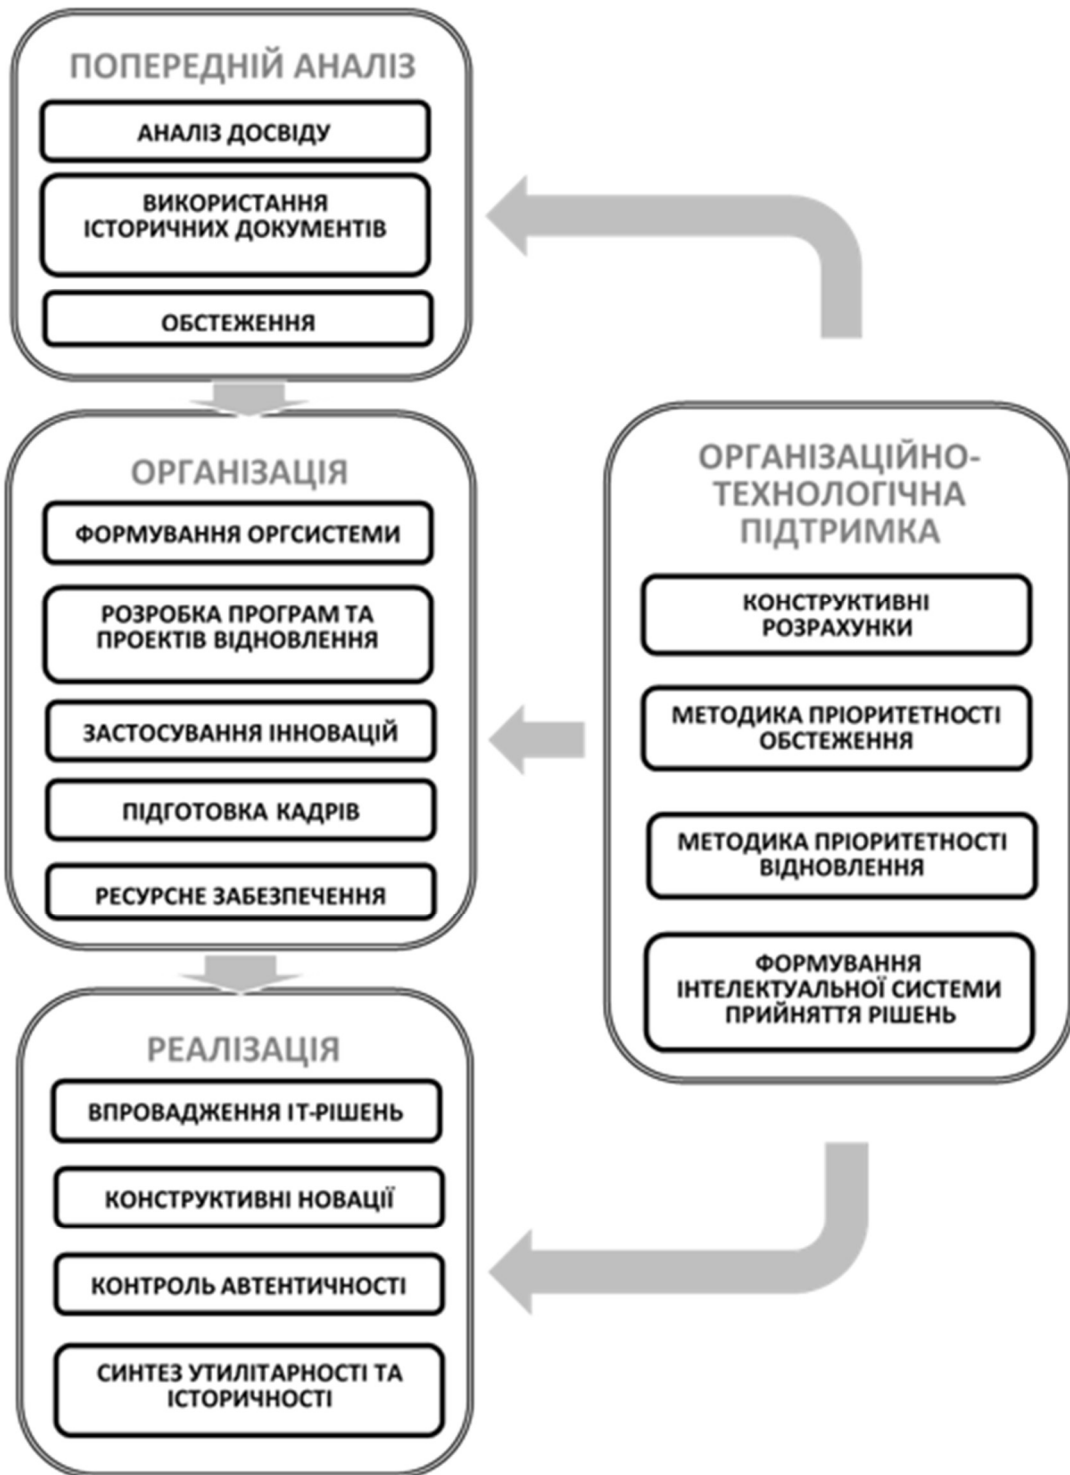 ПОПЕРЕДНІЙ АНАЛІЗ
АНАЛІЗ ДОСВІДУ
ВИКОРИСТАННЯ
ІСТОРИЧНИХ ДОКУМЕНТІВ
ОБСТЕЖЕННЯ
ОРГАНІЗАЦІЯ
ФОРМУВАННЯ ОРГСИСТЕМИ
РОЗРОБКА ПРОГРАМ ТА
ПРОЕКТІВ ВІДНОВЛЕННЯ
ЗАСТОСУВАННЯ ІННОВАЦІЙ
ПІДГОТОВКА КАДРІВ
РЕСУРСНЕ ЗАБЕЗПЕЧЕННЯ
РЕАЛІЗАЦІЯ
ВПРОВАДЖЕННЯ ІТ-РІШЕНЬ
КОНСТРУКТИВНІ НОВАЦІЇ
КОНТРОЛЬ АВТЕНТИЧНОСТІ
СИНТЕЗ УТИЛІТАРНОСТІ ТА
ІСТОРИЧНОСТІ
ОРГАНІЗАЦІЙНО-
ТЕХНОЛОГІЧНА
ПІДТРИМКА
КОНСТРУКТИВНІ
РОЗРАХУНКИ
МЕТОДИКА ПРІОРИТЕТНОСТІ
ОБСТЕЖЕННЯ
МЕТОДИКА ПРІОРИТЕТНОСТІ
ВІДНОВЛЕННЯ
ФОРМУВАННЯ
ІНТЕЛЕКТУАЛЬНОЇ СИСТЕМИ
ПРИЙНЯТТЯ РІШЕНЬ